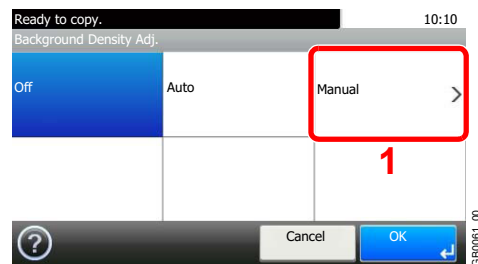 Ready to copy. 10:10
Background Density Adj.
Off Auto Manual >
1
? Cancel OK